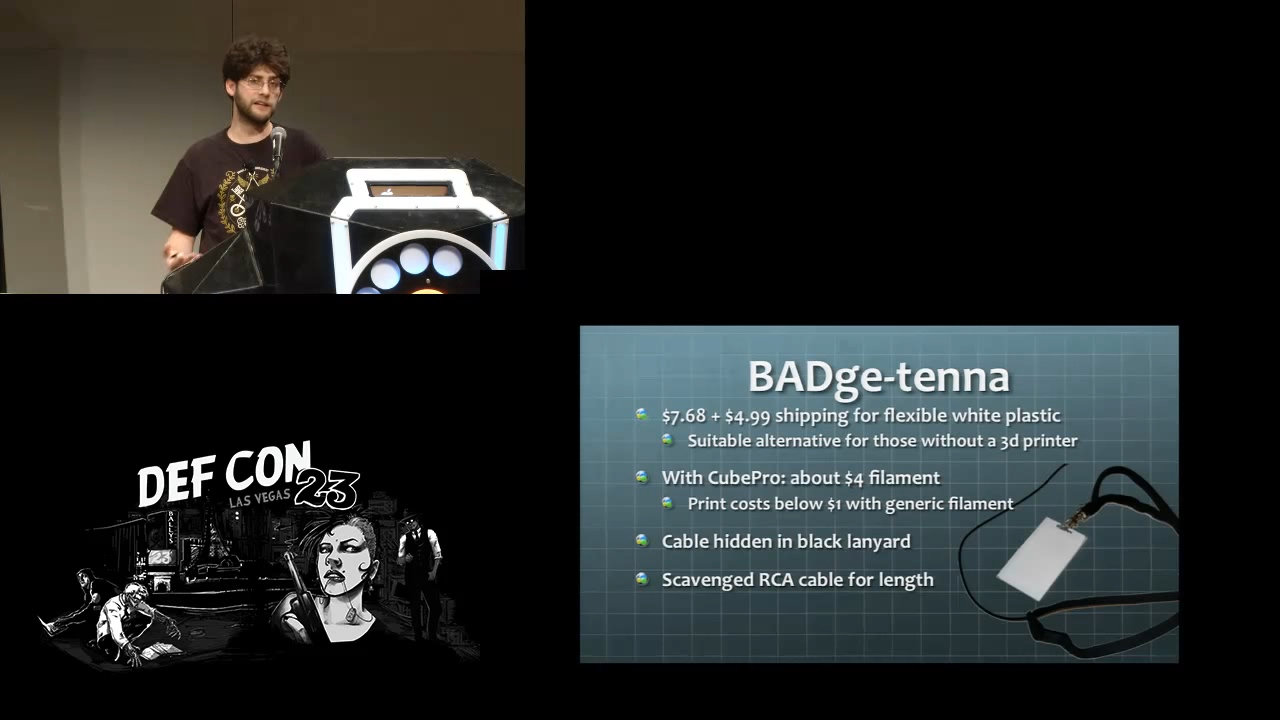 BADge-tenna
$7.68 + $4.99 shipping for flexible white plastic
Suitable alternative for those without a 3d printer
With CubePro: about $4 filament
Print costs below $1 with generic filament
Cable hidden in black lanyard
Scavenged RCA cable for length
DEF CON
LAS VEGAS 23
BALLYS
23